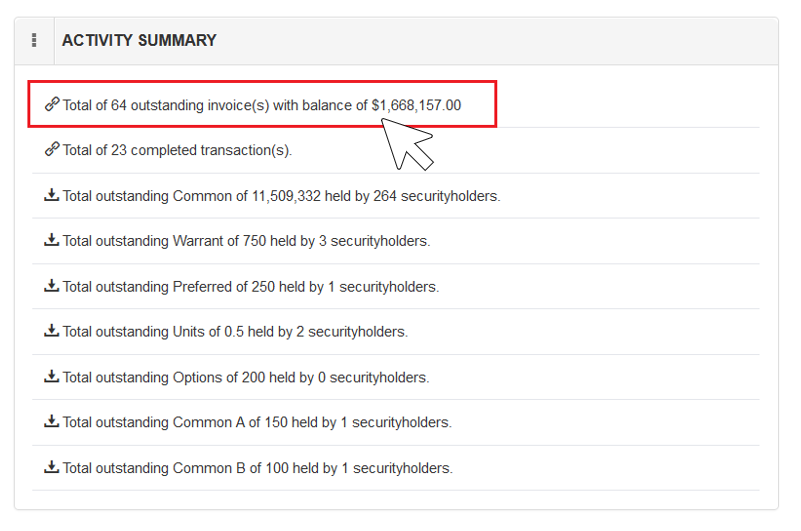 ACTIVITY SUMMARY
Total of 64 outstanding invoice(s) with balance of $1,668,157.00
Total of 23 completed transaction(s).
Total outstanding Common of 11,509,332 held by 264 securityholders.
Total outstanding Warrant of 750 held by 3 securityholders.
Total outstanding Preferred of 250 held by 1 securityholders.
Total outstanding Units of 0.5 held by 2 securityholders.
Total outstanding Options of 200 held by 0 securityholders.
Total outstanding Common A of 150 held by 1 securityholders.
Total outstanding Common B of 100 held by 1 securityholders.